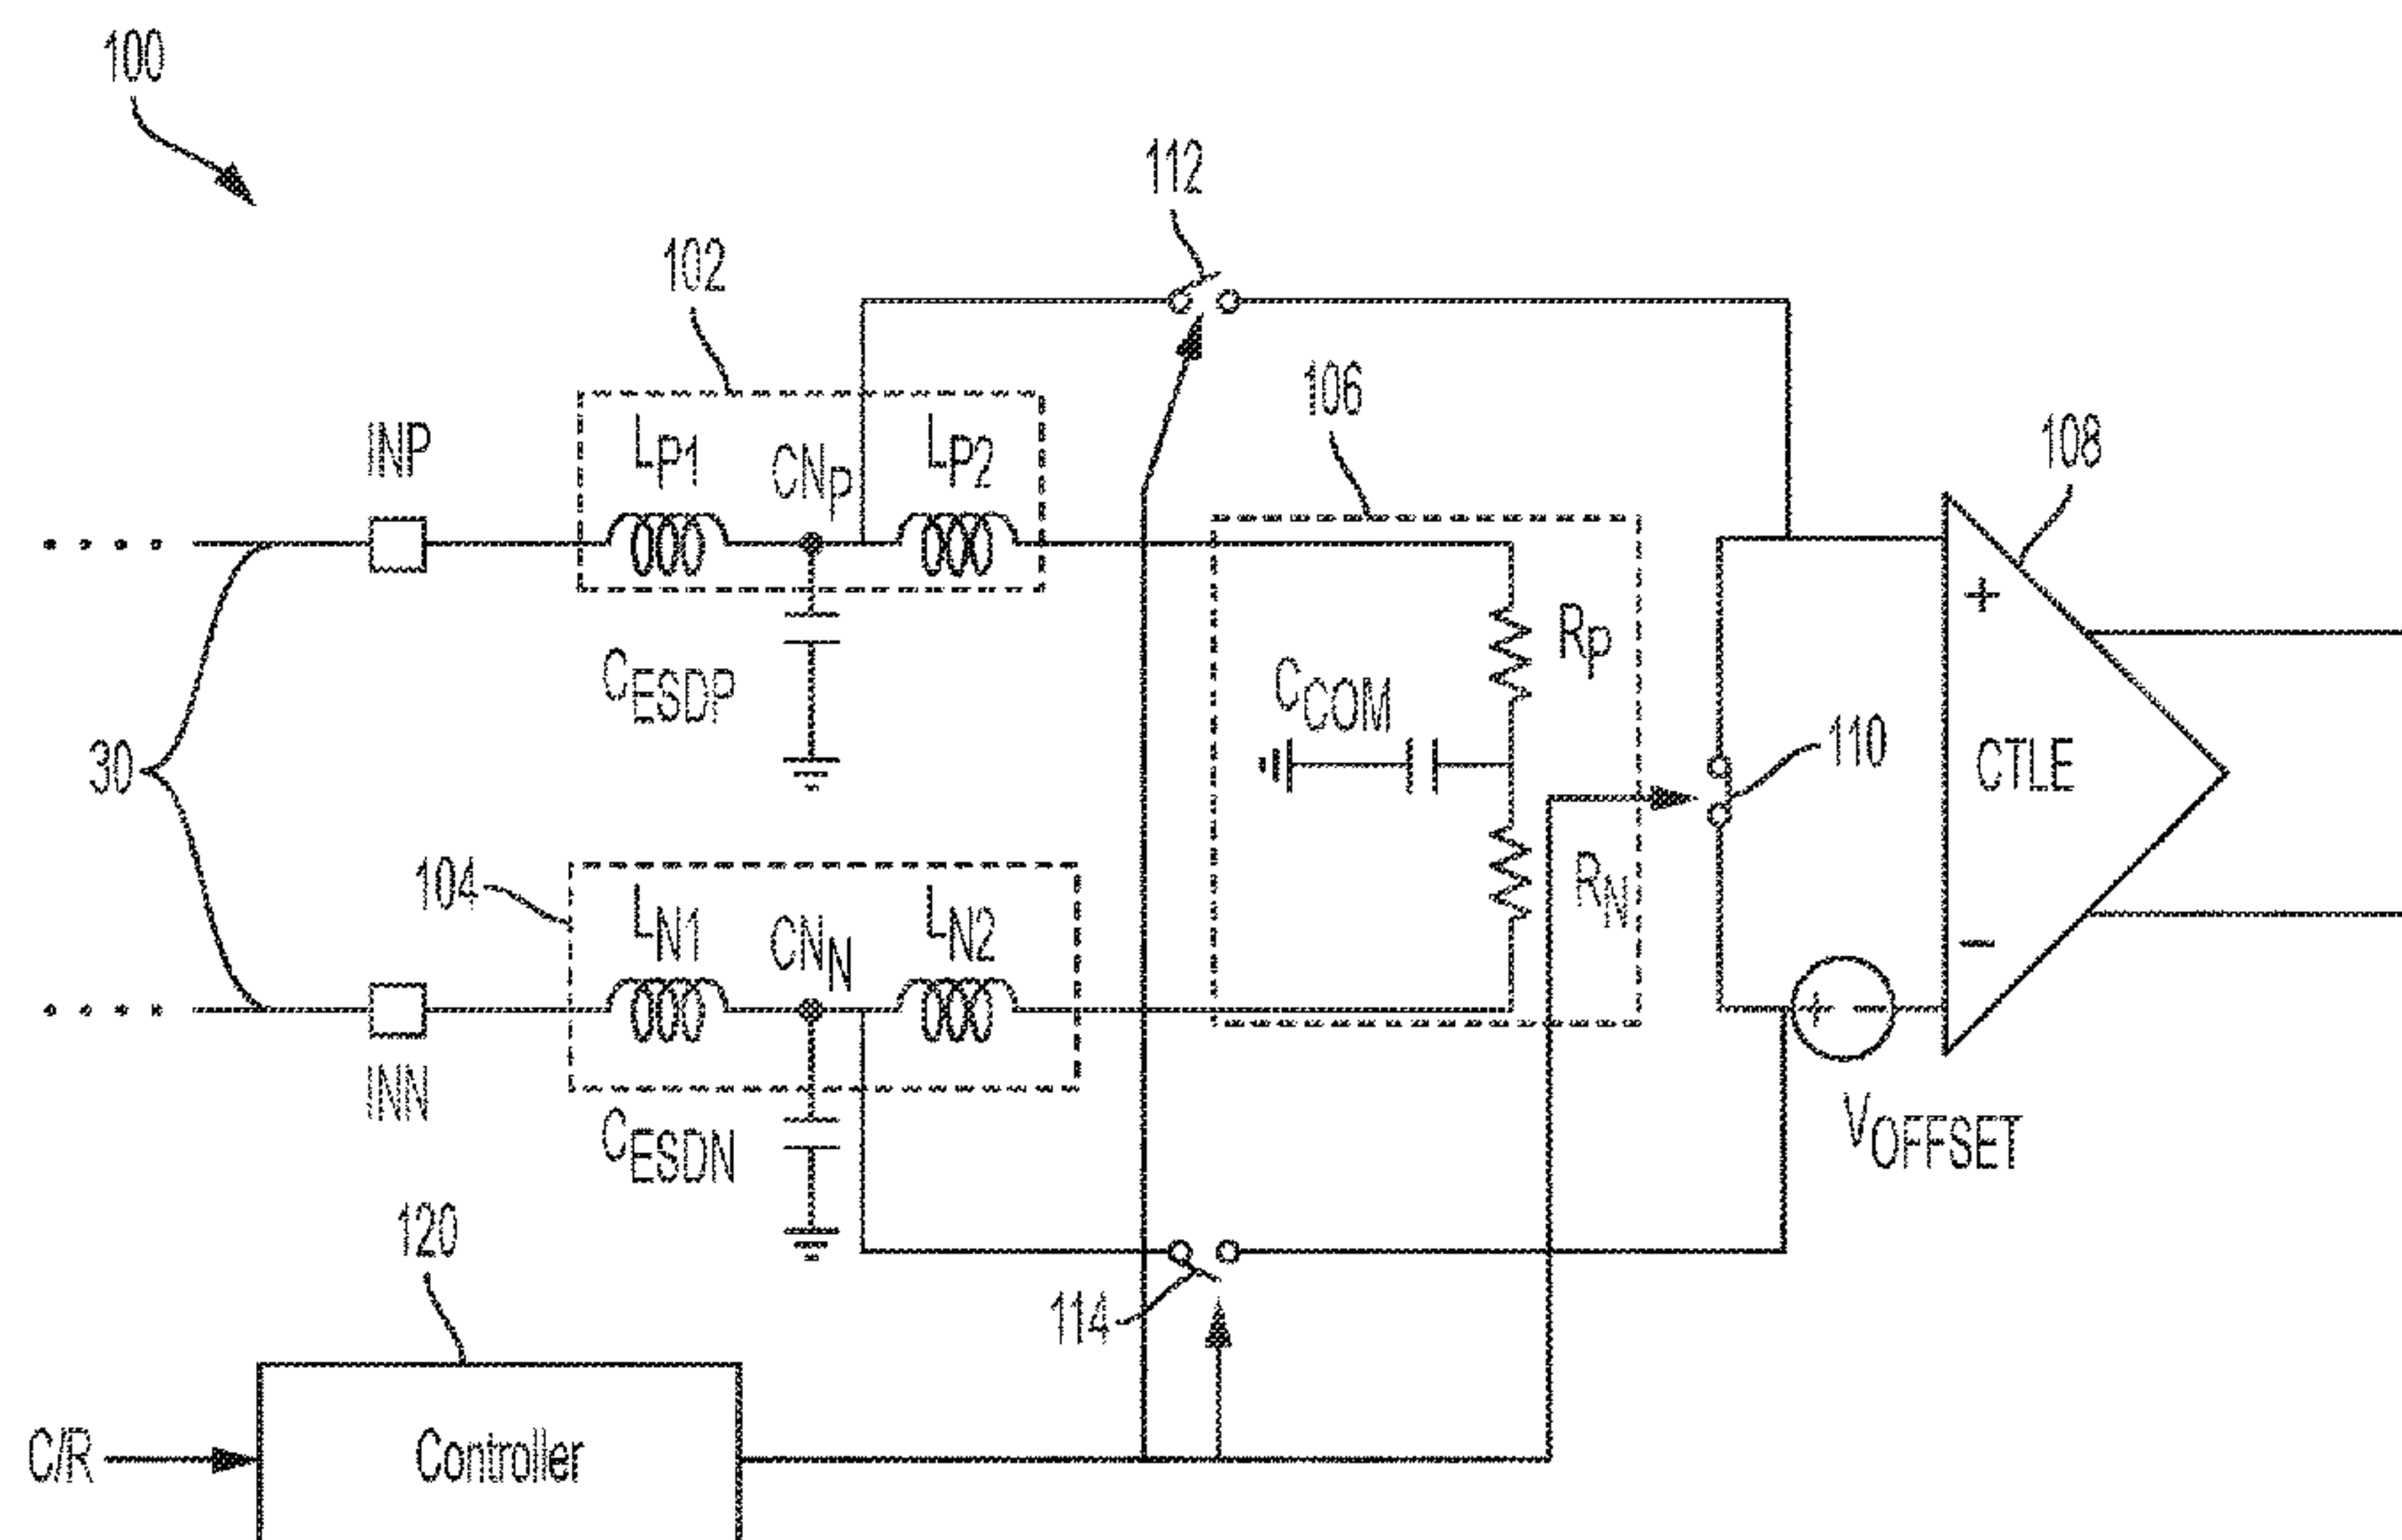 100
112
102
106
108
INP
LP1
CNP
LP2
+
RP
CESDP
CCOM
30
110
CTLE
104
LN1
CNN
LN2
RN
−
+ −
INN
CESDN
VOFFSET
120
114
C/R
Controller